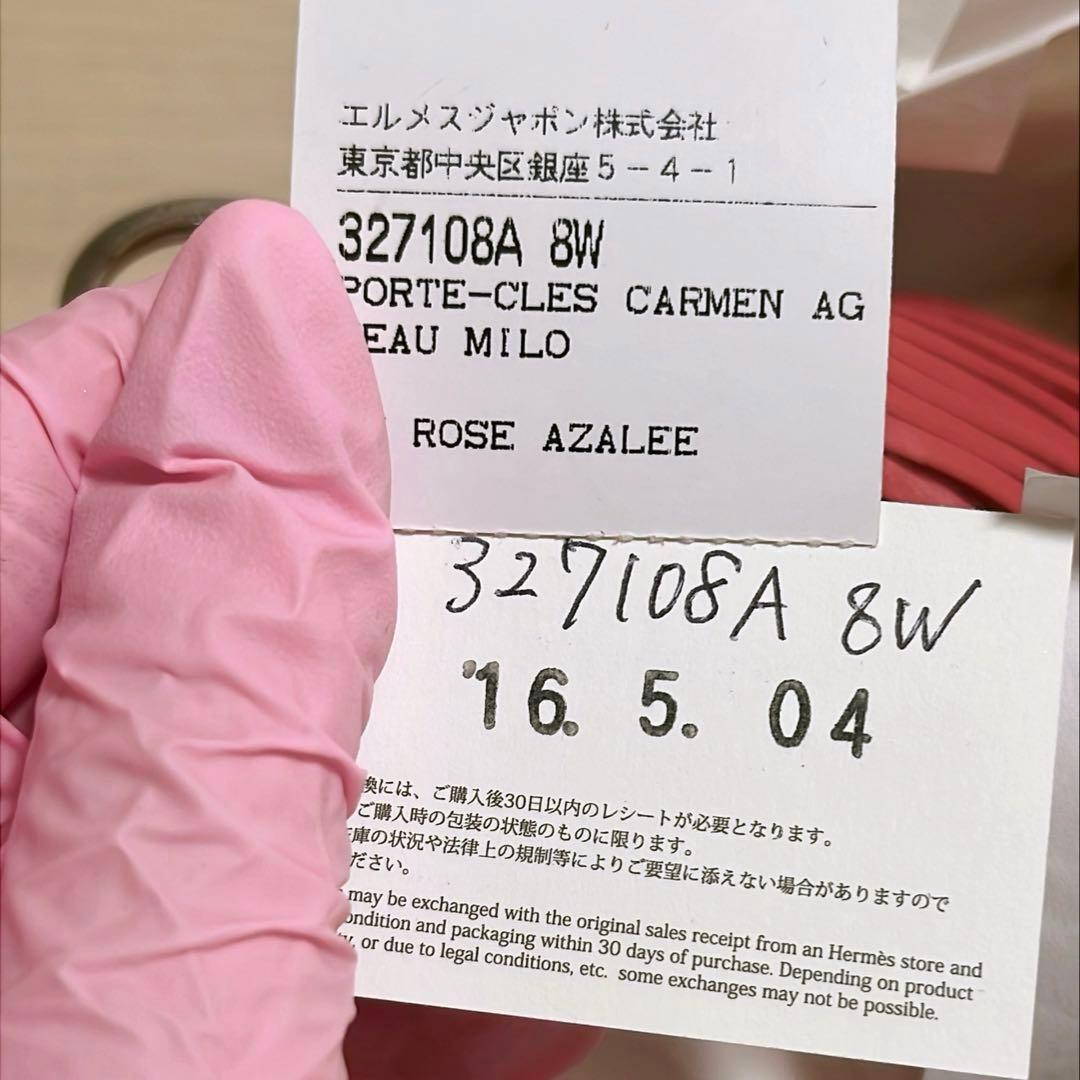 エルメスジャポン株式会社
東京都中央区銀座5-4-1
327108A 8W
PORTE-CLES CARMEN AG
EAU MILO
ROSE AZALEE
327108A 8W
'16. 5. 04
換には、ご購入後30日以内のレシートが必要となります。
ご購入時の包装の状態のものに限ります。
庫の状況や法律上の規制等によりご要望に添えない場合がありますので
ださい。
may be exchanged with the original sales receipt from an Hermès store and
ondition and packaging within 30 days of purchase. Depending on product
or due to legal conditions, etc. some exchanges may not be possible.